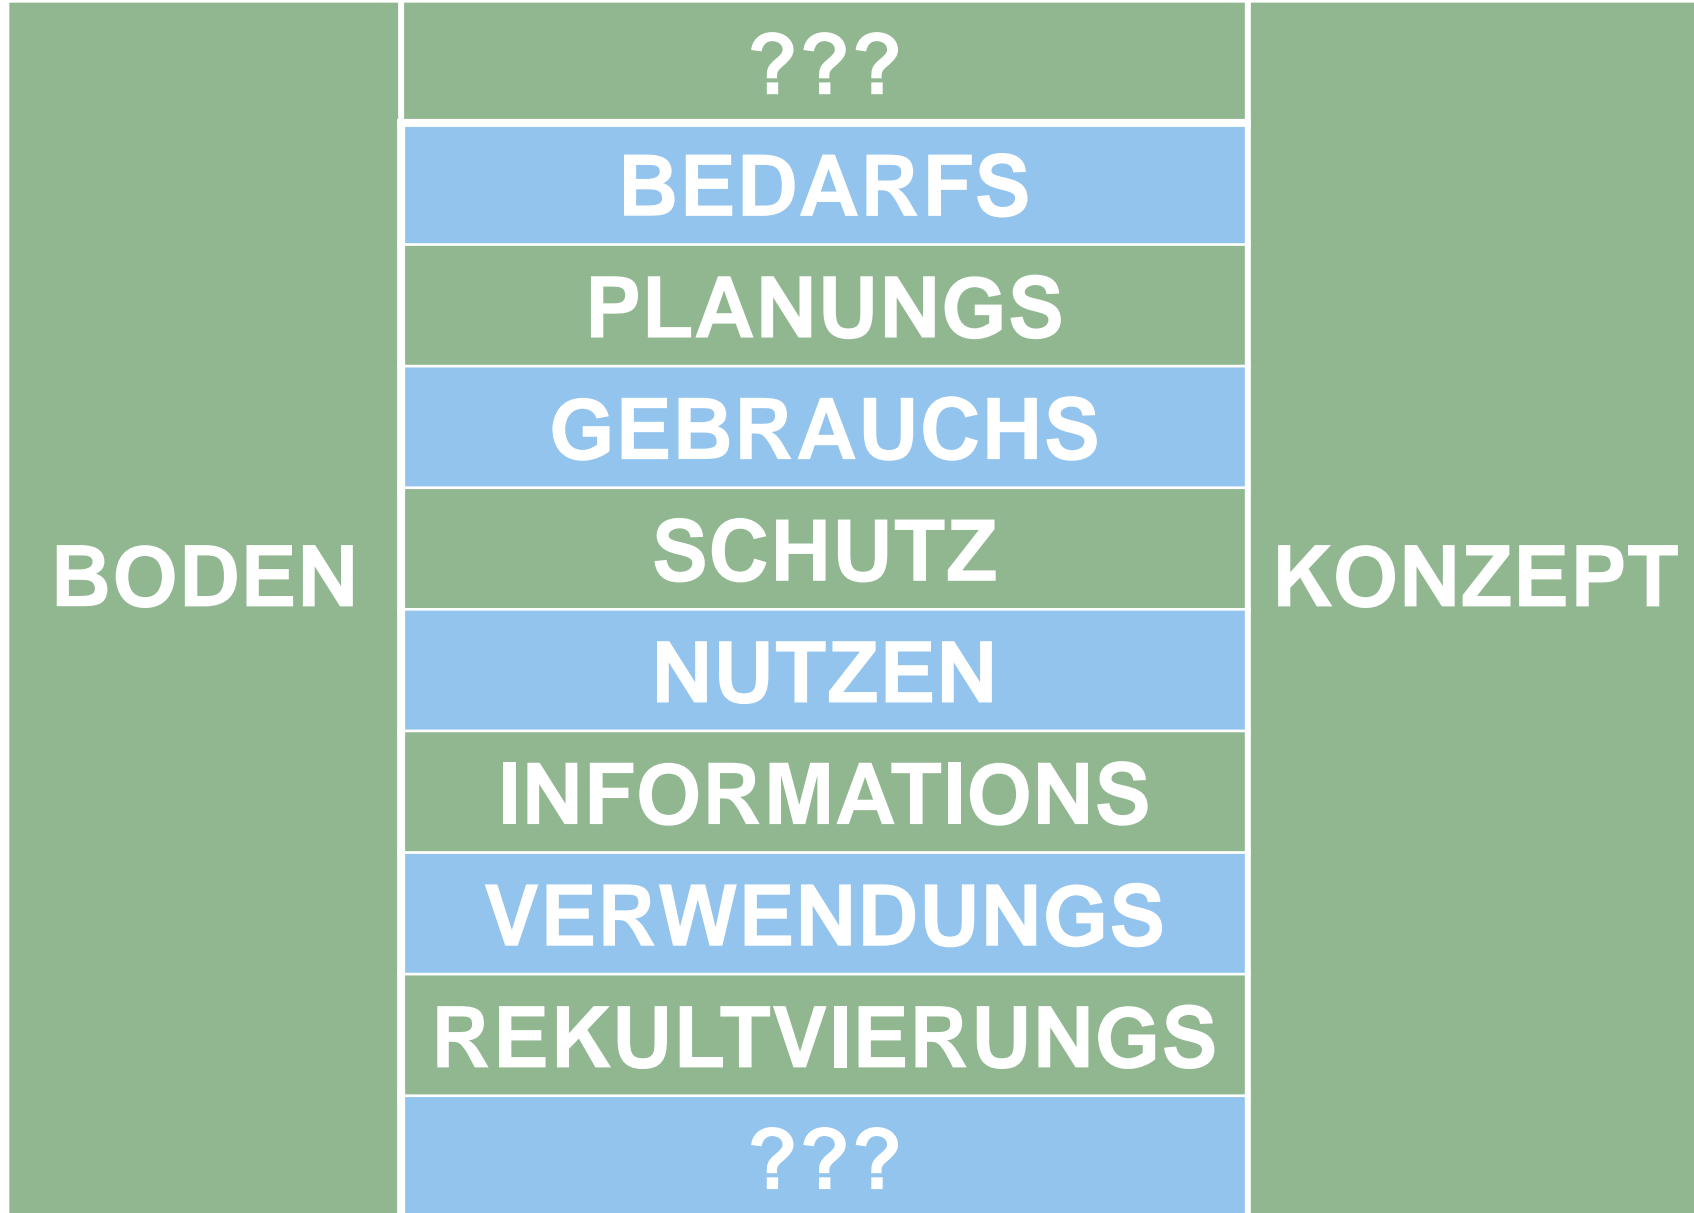 ???
BEDARFS
PLANUNGS
GEBRAUCHS
SCHUTZ
BODEN
KONZEPT
NUTZEN
INFORMATIONS
VERWENDUNGS
REKULTVIERUNGS
???